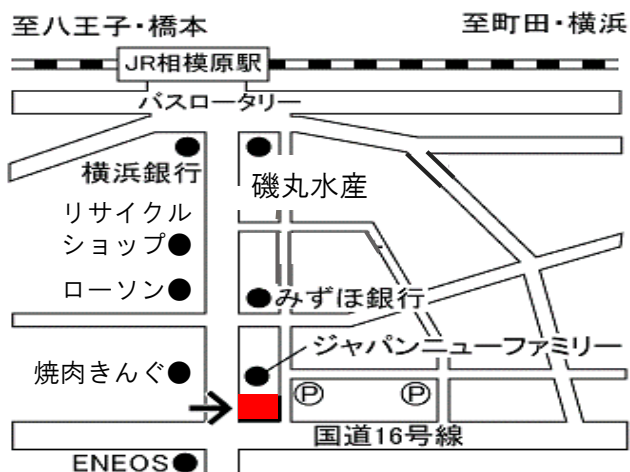 至八王子・橋本
至町田・横浜
JR相模原駅
バスロータリー
横浜銀行
磯丸水産
リサイクル
ショップ
ローソン
みずほ銀行
ジャパンニューファミリー
焼肉きんぐ
P
P
国道16号線
ENEOS